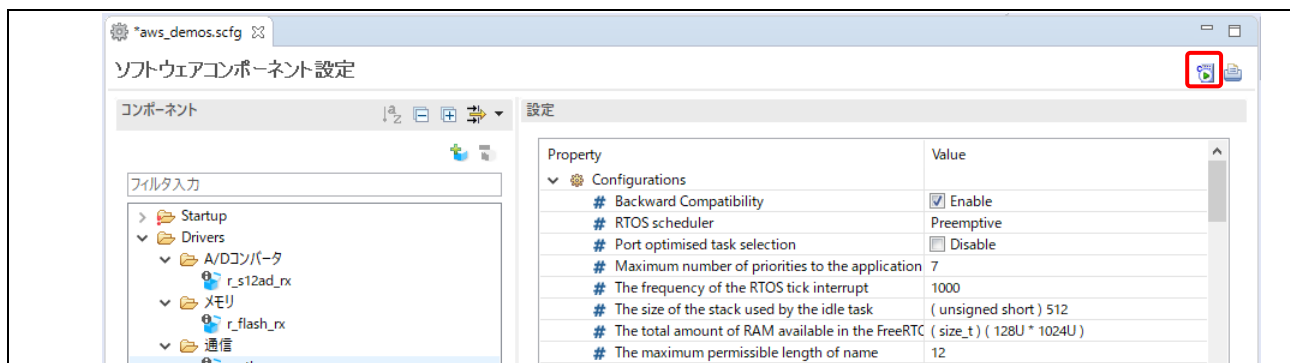 *aws_demos.scfg
ソフトウェアコンポーネント設定
コンポーネント
設定
フィルタ入力
Startup
Drivers
A/Dコンバータ
r_s12ad_rx
メモリ
r_flash_rx
通信
Property Value
Configurations
# Backward Compatibility Enable
# RTOS scheduler Preemptive
# Port optimised task selection Disable
# Maximum number of priorities to the application 7
# The frequency of the RTOS tick interrupt 1000
# The size of the stack used by the idle task ( unsigned short ) 512
# The total amount of RAM available in the FreeRTC ( size_t ) ( 128U * 1024U )
# The maximum permissible length of name 12